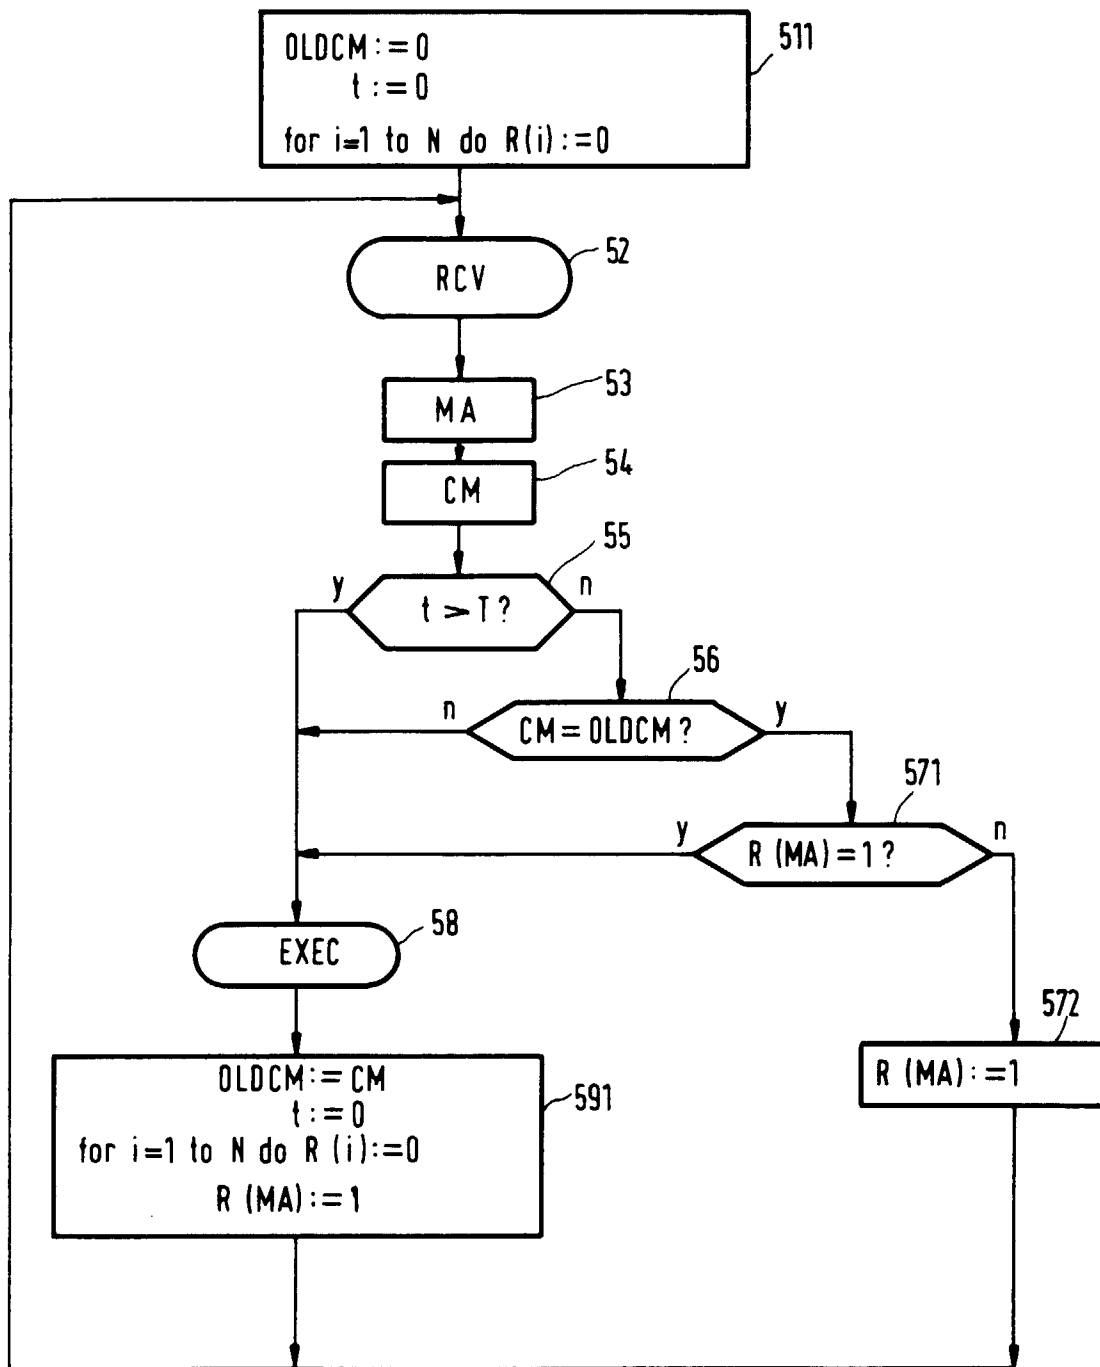 OLDCM:=0
t:=0
for i=1 to N do R(i):=0
511
RCV
52
MA
53
CM
54
55
y
t > T?
n
56
n
CM=OLDCM?
y
571
y
R (MA)=1?
n
EXEC
58
572
R (MA):=1
OLDCM:=CM
t:=0
for i=1 to N do R (i):=0
R (MA):=1
591